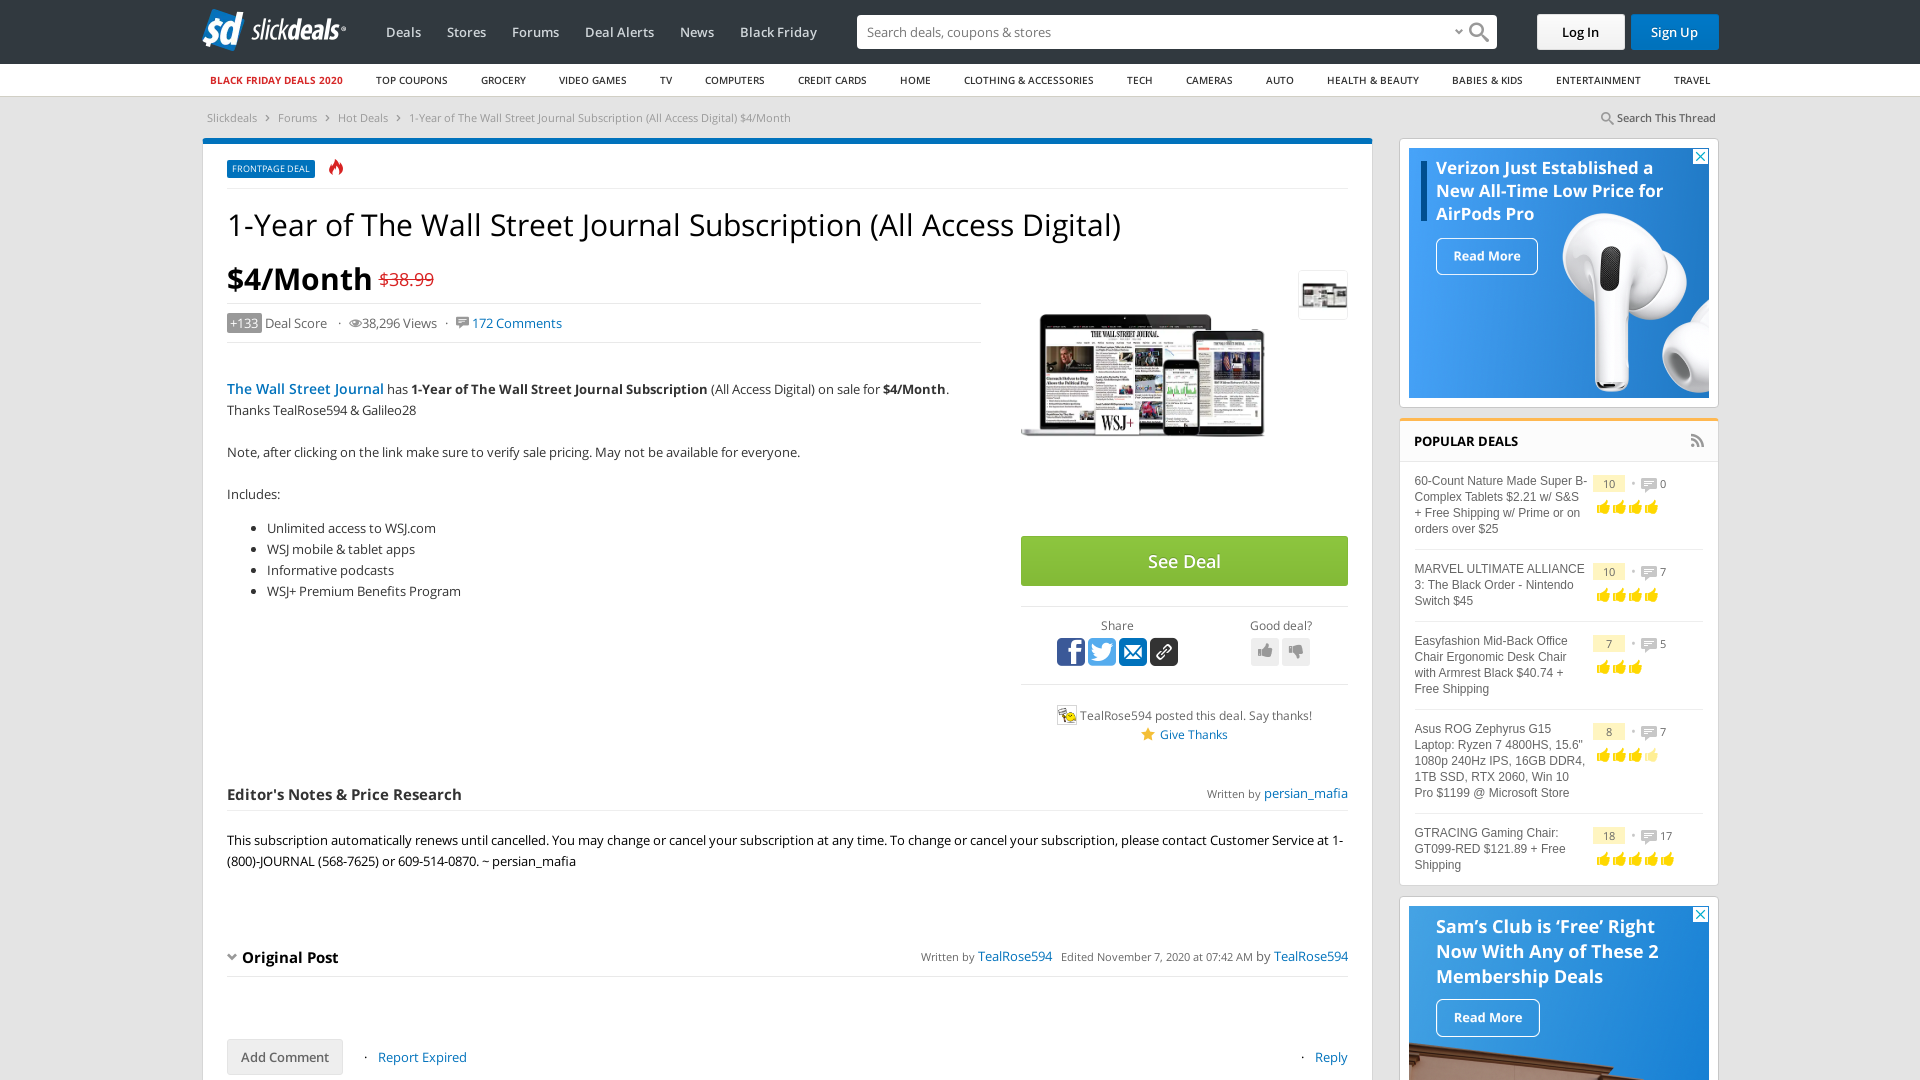 slickdeals
Deals Stores Forums Deal Alerts News Black Friday
Search deals, coupons & shopping
Log In
Sign Up
BLACK FRIDAY DEALS 2020 TOP COUPONS GROCERY VIDEO GAMES TV COMPUTERS CREDIT CARDS HOME CLOTHING & ACCESSORIES TECH CAMERAS AUTO HEALTH & BEAUTY BABIES & KIDS ENTERTAINMENT TRAVEL
Slickdeals › Forums › Hot Deals › 1-Year of The Wall Street Journal Subscription (All Access Digital) $4/Month
Search This Thread
FRONTPAGE DEAL
1-Year of The Wall Street Journal Subscription (All Access Digital)
$4/Month $38.99
+133 Deal Score · 38,296 Views · 172 Comments
The Wall Street Journal has 1-Year of The Wall Street Journal Subscription (All Access Digital) on sale for $4/Month.
Thanks TealRose594 & Galileo28
Note, after clicking on the link make sure to verify sale pricing. May not be available for everyone.
Includes:
• Unlimited access to WSJ.com
• WSJ mobile & tablet apps
• Informative podcasts
• WSJ+ Premium Benefits Program
THE WALL STREET JOURNAL.
WSJ+
See Deal
Share
Good deal?
TealRose594 posted this deal. Say thanks!
Give Thanks
Editor's Notes & Price Research
Written by persian_mafia
This subscription automatically renews until cancelled. You may change or cancel your subscription at any time. To change or cancel your subscription, please contact Customer Service at 1-
(800)-JOURNAL (568-7625) or 609-514-0870. ~ persian_mafia
Original Post
Written by TealRose594 Edited November 7, 2020 at 07:42 AM by TealRose594
Add Comment
· Report Expired
· Reply
Verizon Just Established a
New All-Time Low Price for
AirPods Pro
Read More
POPULAR DEALS
60-Count Nature Made Super B-
Complex Tablets $2.21 w/ S&S
+ Free Shipping w/ Prime or on
orders over $25
10 • 0
MARVEL ULTIMATE ALLIANCE
3: The Black Order - Nintendo
Switch $45
10 • 7
Easyfashion Mid-Back Office
Chair Ergonomic Desk Chair
with Armrest Black $40.74 +
Free Shipping
7 • 5
Asus ROG Zephyrus G15
Laptop: Ryzen 7 4800HS, 15.6"
1080p 240Hz IPS, 16GB DDR4,
1TB SSD, RTX 2060, Win 10
Pro $1199 @ Microsoft Store
8 • 7
GTRACING Gaming Chair:
GT099-RED $121.89 + Free
Shipping
18 • 17
Sam's Club is ‘Free’ Right
Now With Any of These 2
Membership Deals
Read More